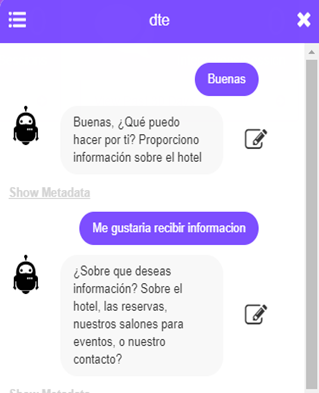 dte
Buenas
Buenas, ¿Qué puedo
hacer por ti? Proporciono
información sobre el hotel
Show Metadata
Me gustaria recibir informacion
¿Sobre que deseas
información? Sobre el
hotel, las reservas,
nuestros salones para
eventos, o nuestro
contacto?
Show Metadata